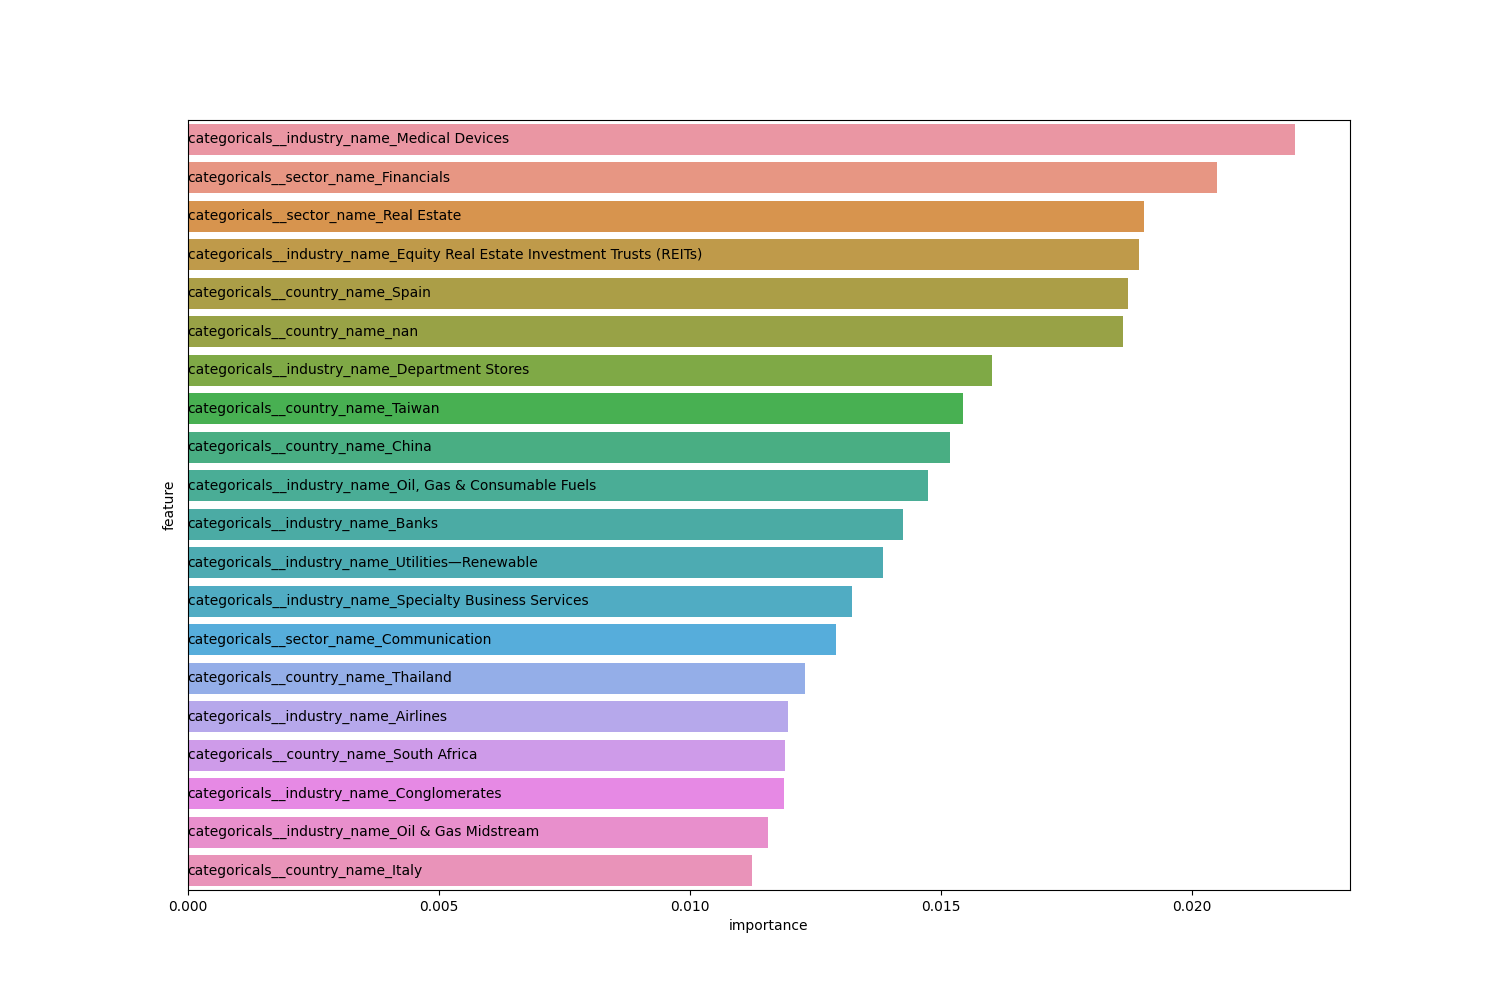 categoricals__industry_name_Medical Devices
categoricals__sector_name_Financials
categoricals__sector_name_Real Estate
categoricals__industry_name_Equity Real Estate Investment Trusts (REITs)
categoricals__country_name_Spain
categoricals__country_name_nan
categoricals__industry_name_Department Stores
categoricals__country_name_Taiwan
categoricals__country_name_China
categoricals__industry_name_Oil, Gas & Consumable Fuels
categoricals__industry_name_Banks
categoricals__industry_name_Utilities—Renewable
categoricals__industry_name_Specialty Business Services
categoricals__sector_name_Communication
categoricals__country_name_Thailand
categoricals__industry_name_Airlines
categoricals__country_name_South Africa
categoricals__industry_name_Conglomerates
categoricals__industry_name_Oil & Gas Midstream
categoricals__country_name_Italy
feature
0.000 0.005 0.010 0.015 0.020
importance